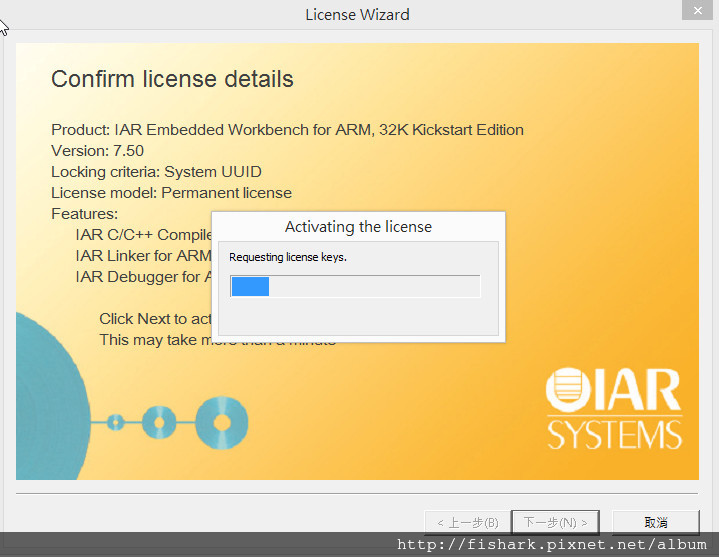 License Wizard
Confirm license details
Product: IAR Embedded Workbench for ARM, 32K Kickstart Edition
Version: 7.50
Locking criteria: System UUID
License model: Permanent license
Features:
IAR C/C++ Compile
IAR Linker for ARM
IAR Debugger for A
Activating the license
Requesting license keys.
Click Next to act
This may take more than a minute
IAR
SYSTEMS
< 上一步(B)
下一步(N) >
取消
http://fishark.pixnet.net/album